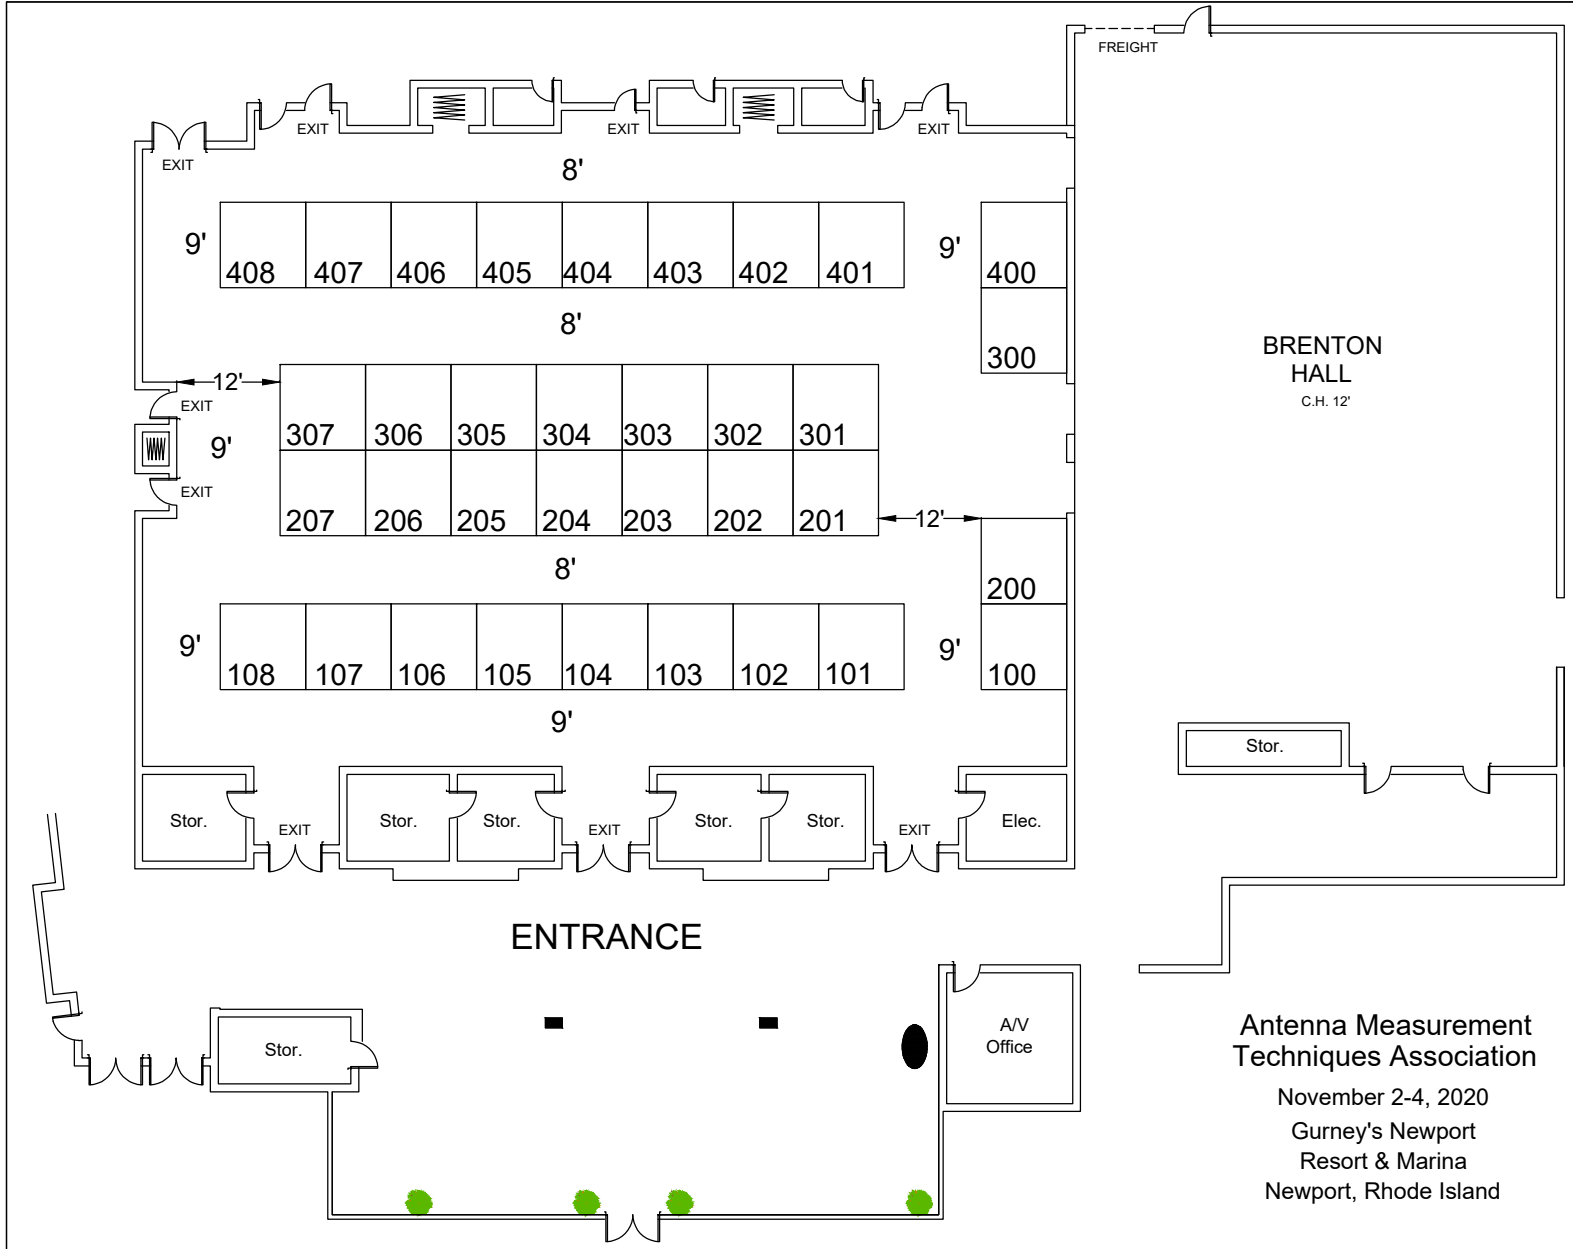 FREIGHT
EXIT
EXIT
EXIT
EXIT
8'
9'
408 407 406 405 404 403 402 401
9'
400
8'
300
BRENTON
HALL
C.H. 12'
12'
EXIT
9'
307 306 305 304 303 302 301
EXIT
207 206 205 204 203 202 201
12'
8'
200
9'
108 107 106 105 104 103 102 101
9'
100
9'
Stor.
Stor.
EXIT
Stor.
Stor.
EXIT
Stor.
Stor.
EXIT
Elec.
ENTRANCE
Stor.
A/V
Office
Antenna Measurement
Techniques Association
November 2-4, 2020
Gurney's Newport
Resort & Marina
Newport, Rhode Island